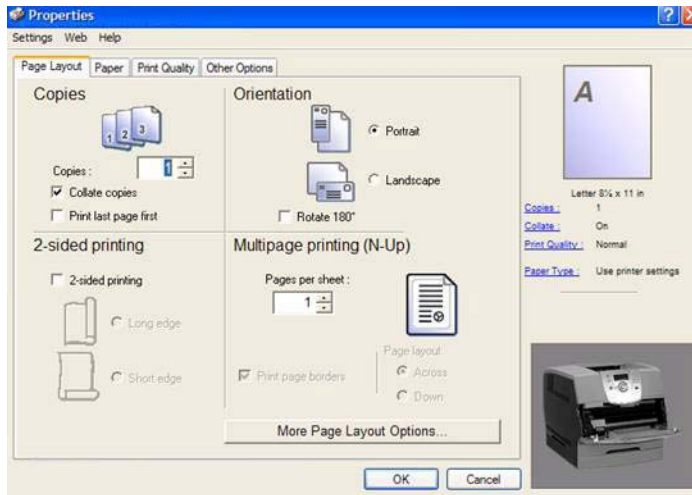 Properties
Settings Web Help
Page Layout Paper Print Quality Other Options
Copies
1 2 3
Copies :
1
Collate copies
Print last page first
Orientation
Portrait
Landscape
Rotate 180°
2-sided printing
2-sided printing
Long edge
Short edge
Multipage printing (N-Up)
Pages per sheet :
1
Print page borders
Page layout
Across
Down
More Page Layout Options...
OK Cancel
A
Letter 8½ x 11 in
Copies : 1
Collate : On
Print Quality : Normal
Paper Type : Use printer settings